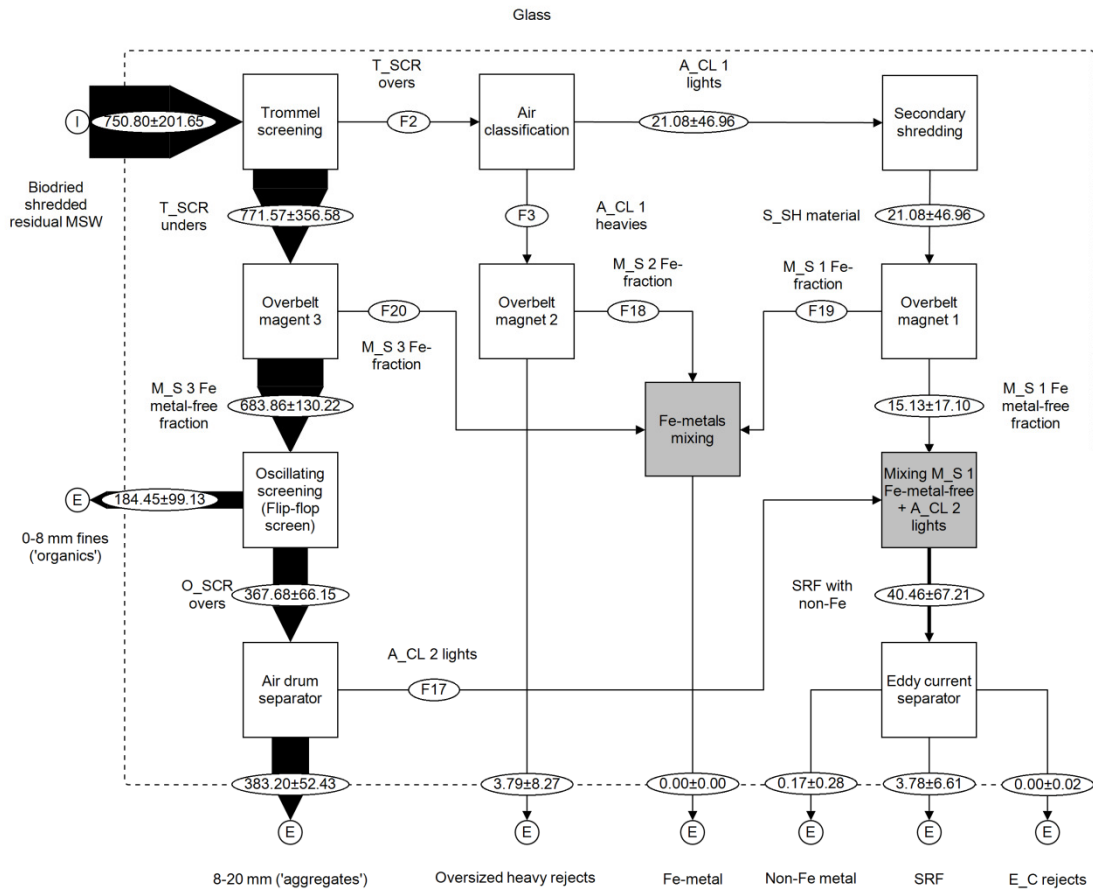 Glass
T_SCR
overs
A_CL 1
lights
I
750.80±201.65
Trommel
screening
F2
Air
classification
21.08±46.96
Secondary
shredding
Biodried
shredded
residual MSW
T_SCR
unders
771.57±356.58
F3
A_CL 1
heavies
S_SH material
21.08±46.96
Overbelt
magent 3
F20
M_S 3 Fe-
fraction
Overbelt
magnet 2
M_S 2 Fe-
fraction
F18
M_S 1 Fe-
fraction
F19
Overbelt
magnet 1
M_S 3 Fe
metal-free
fraction
683.86±130.22
Fe-metals
mixing
15.13±17.10
M_S 1 Fe
metal-free
fraction
E
184.45±99.13
Oscillating
screening
(Flip-flop
screen)
Mixing M_S 1
Fe-metal-free
+ A_CL 2
lights
0-8 mm fines
('organics')
O_SCR
overs
367.68±66.15
SRF with
non-Fe
40.46±67.21
Air drum
separator
A_CL 2 lights
F17
Eddy current
separator
383.20±52.43
3.79±8.27
0.00±0.00
0.17±0.28
3.78±6.61
0.00±0.02
E
E
E
E
E
E
8-20 mm ('aggregates')
Oversized heavy rejects
Fe-metal
Non-Fe metal
SRF
E_C rejects